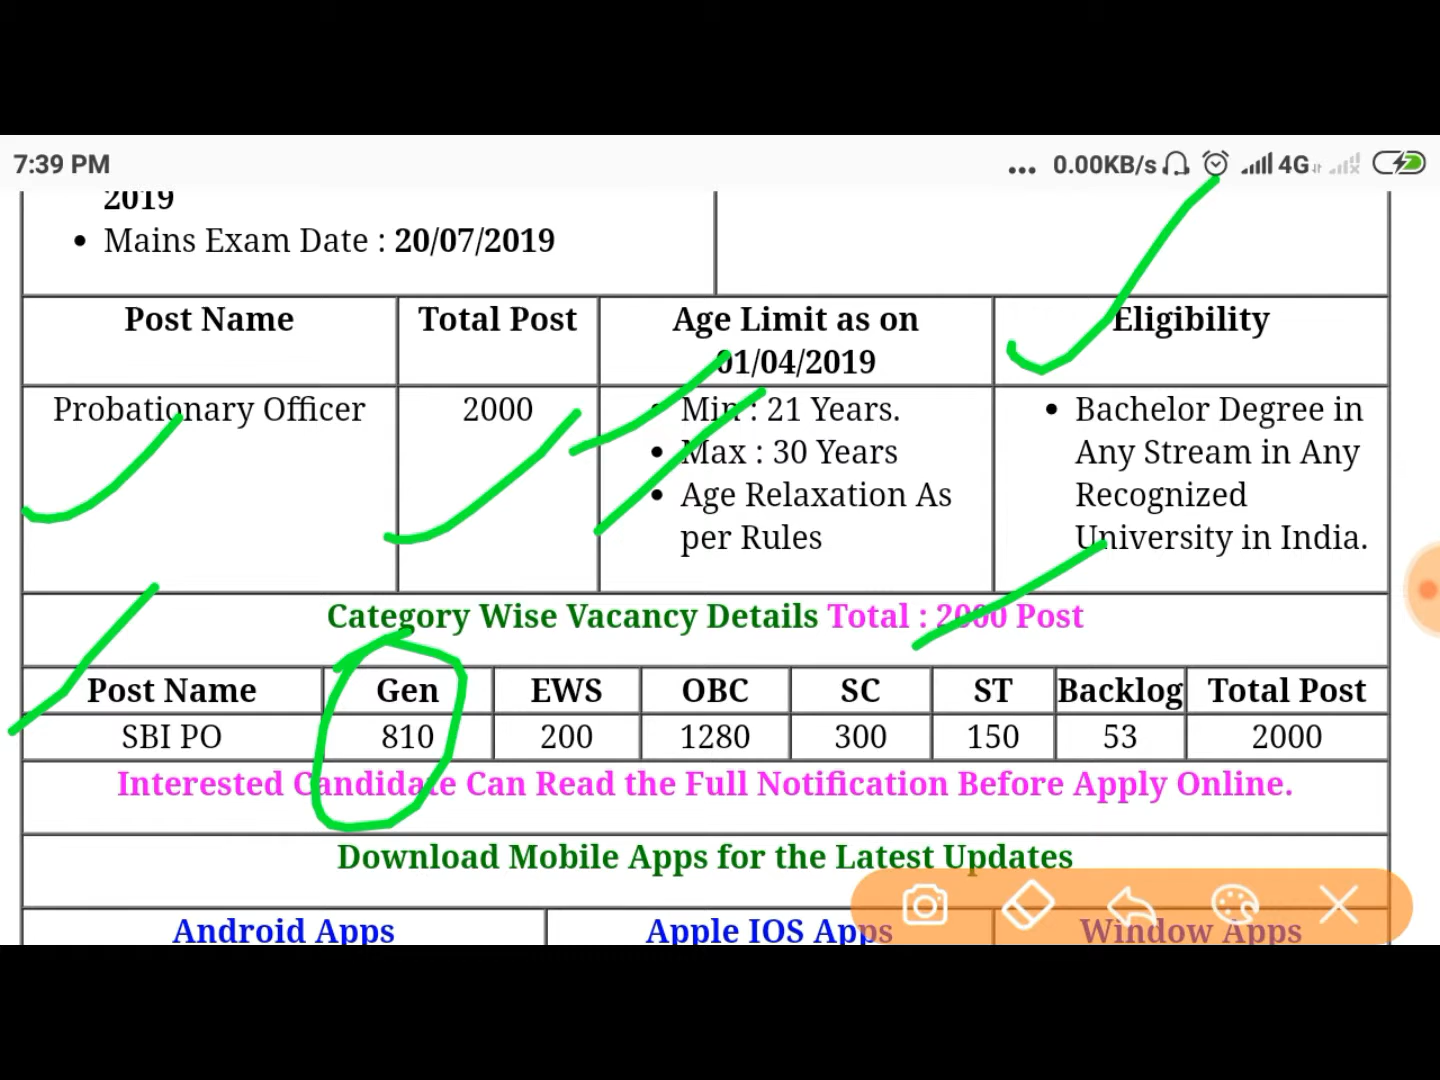 7:39 PM
... 0.00KB/s 4G
2019
Mains Exam Date : 20/07/2019
Post Name
Total Post
Age Limit as on
01/04/2019
Eligibility
Probationary Officer
2000
Min : 21 Years.
Max : 30 Years
Age Relaxation As
per Rules
Bachelor Degree in
Any Stream in Any
Recognized
University in India.
Category Wise Vacancy Details Total : 2000 Post
Post Name Gen EWS OBC SC ST Backlog Total Post
SBI PO 810 200 1280 300 150 53 2000
Interested Candidate Can Read the Full Notification Before Apply Online.
Download Mobile Apps for the Latest Updates
Android Apps Apple IOS Apps Window Apps